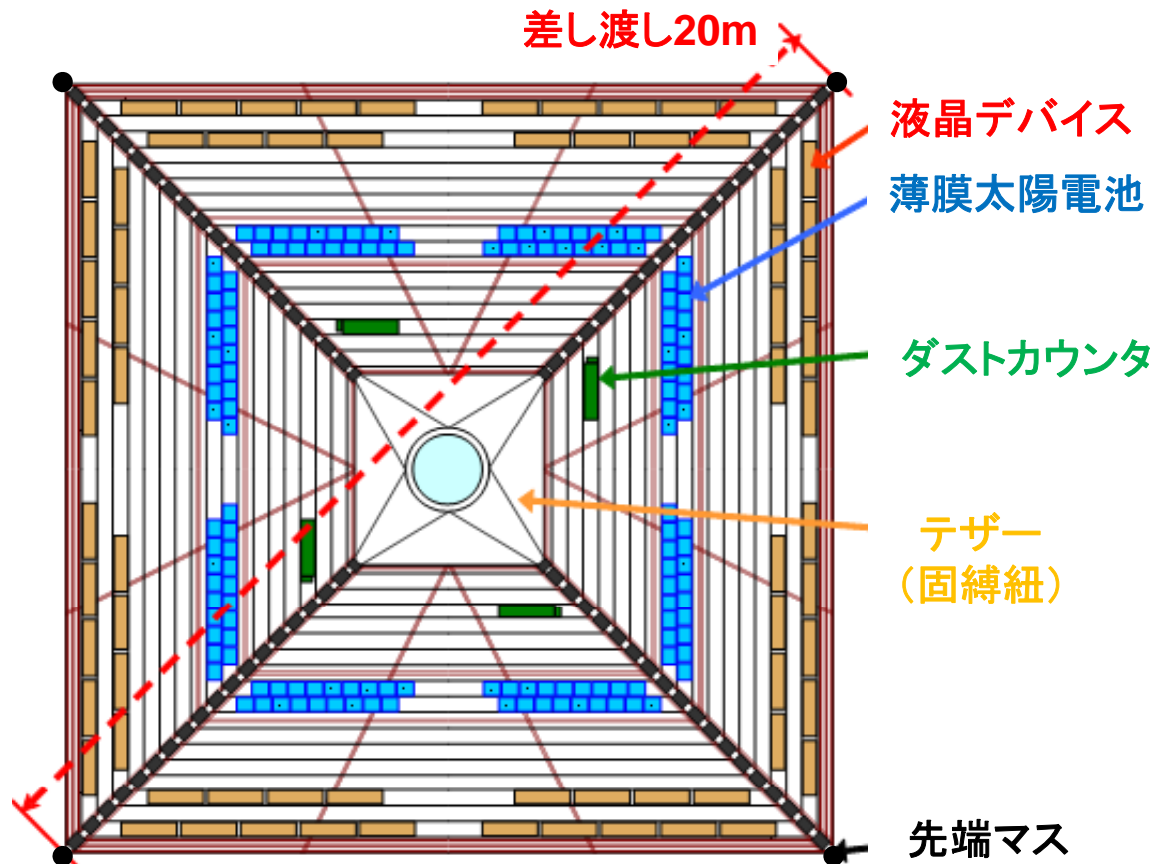 差し渡し20m
液晶デバイス
薄膜太陽電池
ダストカウンタ
テザー
（固縛紐）
先端マス